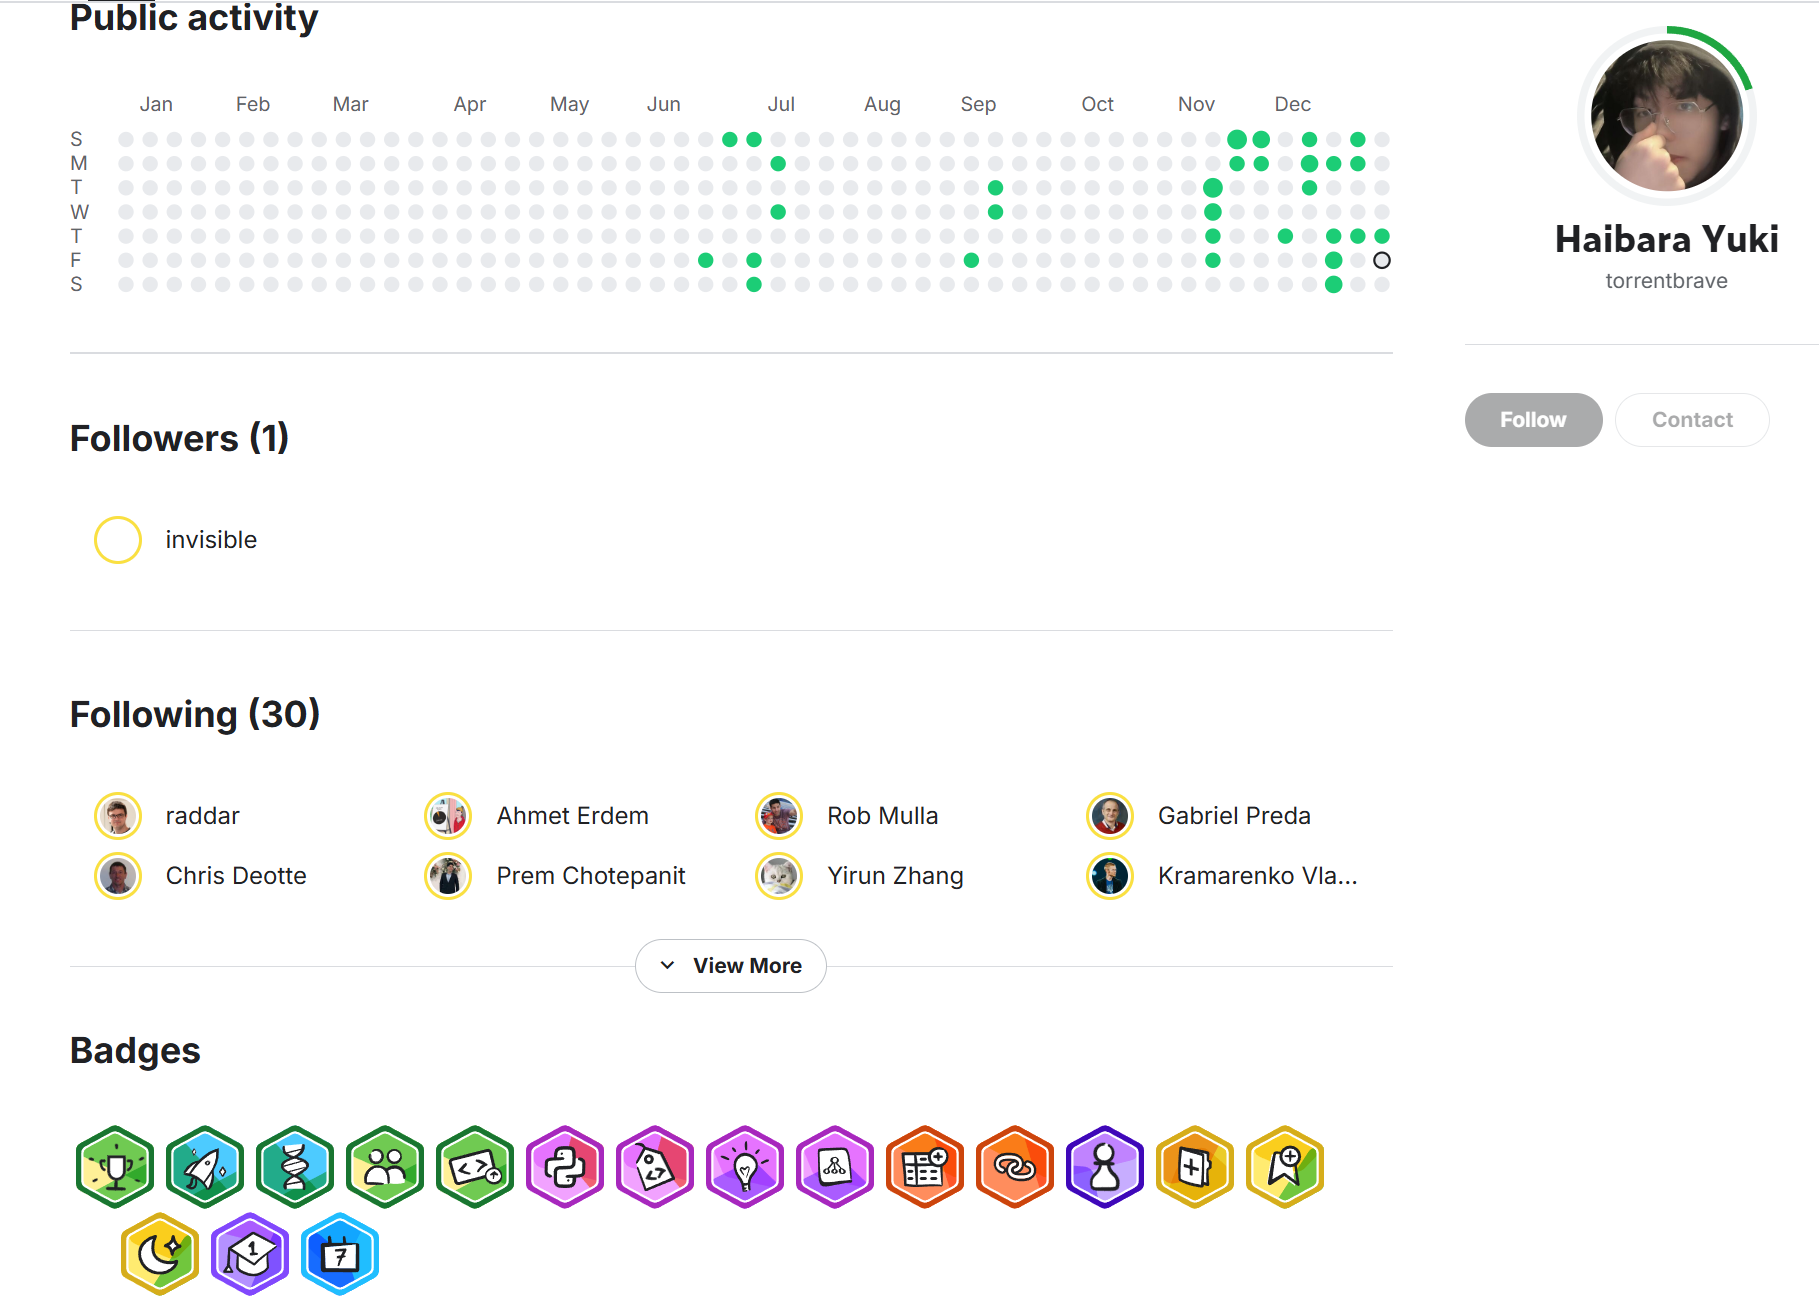 Public activity
Jan Feb Mar Apr May Jun Jul Aug Sep Oct Nov Dec
S
M
T
W
T
F
S
Haibara Yuki
torrentbrave
Follow Contact
Followers (1)
invisible
Following (30)
raddar Ahmet Erdem Rob Mulla Gabriel Preda
Chris Deotte Prem Chotepanit Yirun Zhang Kramarenko Vla...
View More
Badges
</>
+
1
7